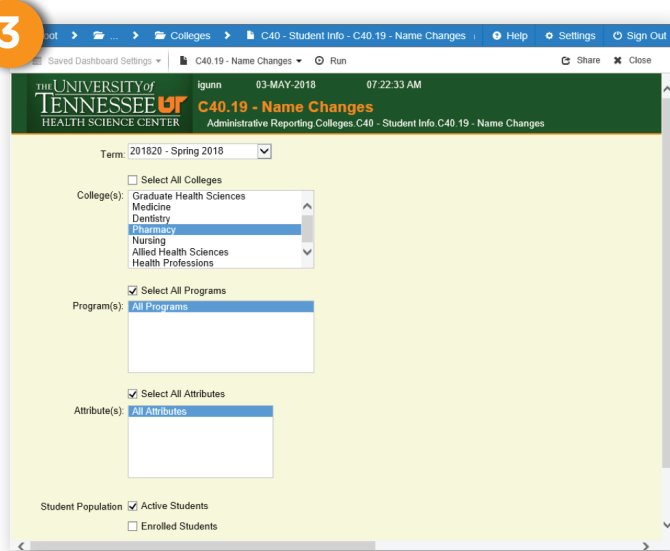 3
oot > ... > Colleges > C40 - Student Info - C40.19 - Name Changes Help Settings Sign Out
Saved Dashboard Settings C40.19 - Name Changes Run Share Close
THE UNIVERSITY of
TENNESSEE UT
HEALTH SCIENCE CENTER
igunn 03-MAY-2018 07:22:33 AM
C40.19 - Name Changes
Administrative Reporting.Colleges.C40 - Student Info.C40.19 - Name Changes
Term: 201820 - Spring 2018
Select All Colleges
College(s): Graduate Health Sciences
Medicine
Dentistry
Pharmacy
Nursing
Allied Health Sciences
Health Professions
Select All Programs
Program(s): All Programs
Select All Attributes
Attribute(s): All Attributes
Student Population Active Students
Enrolled Students